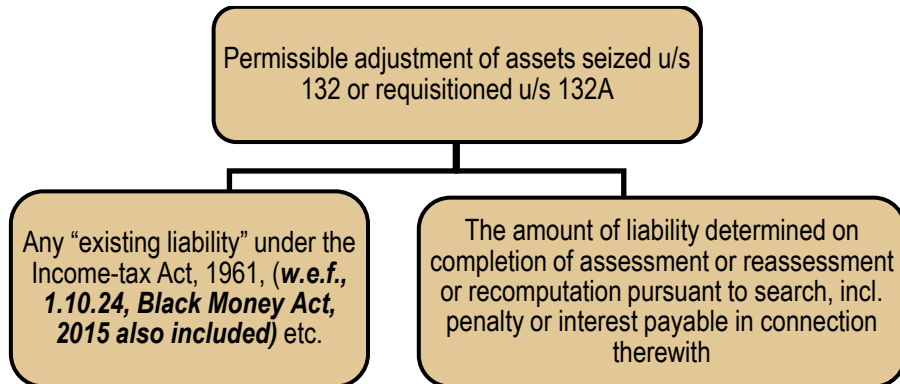 Permissible adjustment of assets seized u/s
132 or requisitioned u/s 132A
Any “existing liability” under the
Income-tax Act, 1961, (w.e.f.,
1.10.24, Black Money Act,
2015 also included) etc.
The amount of liability determined on
completion of assessment or reassessment
or recomputation pursuant to search, incl.
penalty or interest payable in connection
therewith